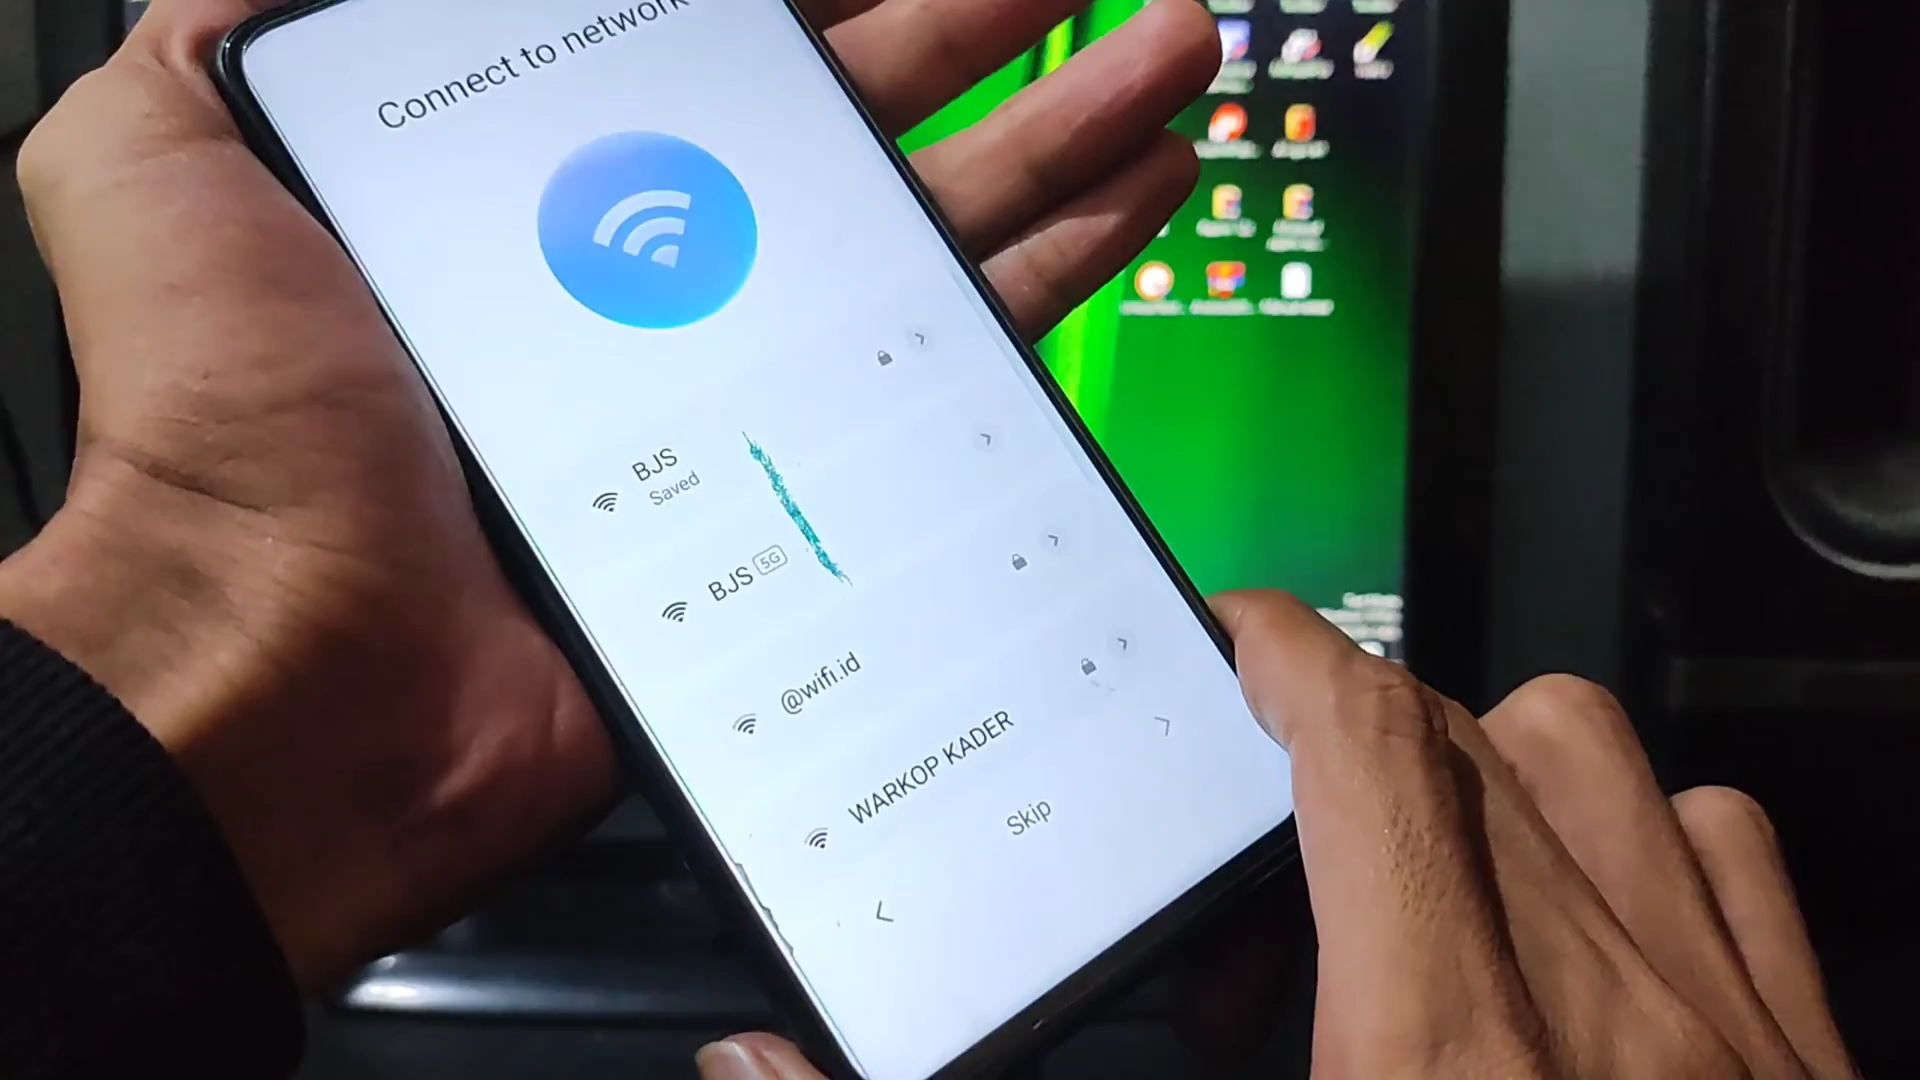 Connect to network
BJS
Saved
BJS 5G
@wifi.id
WARKOP KADER
Skip